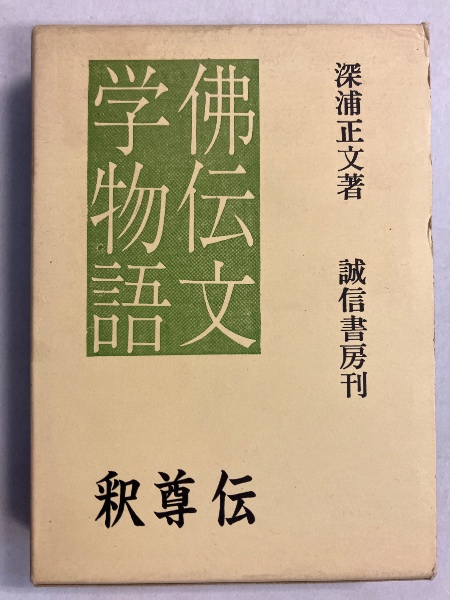 深浦正文著　誠信書房刊
佛伝文
学物語
釈尊伝